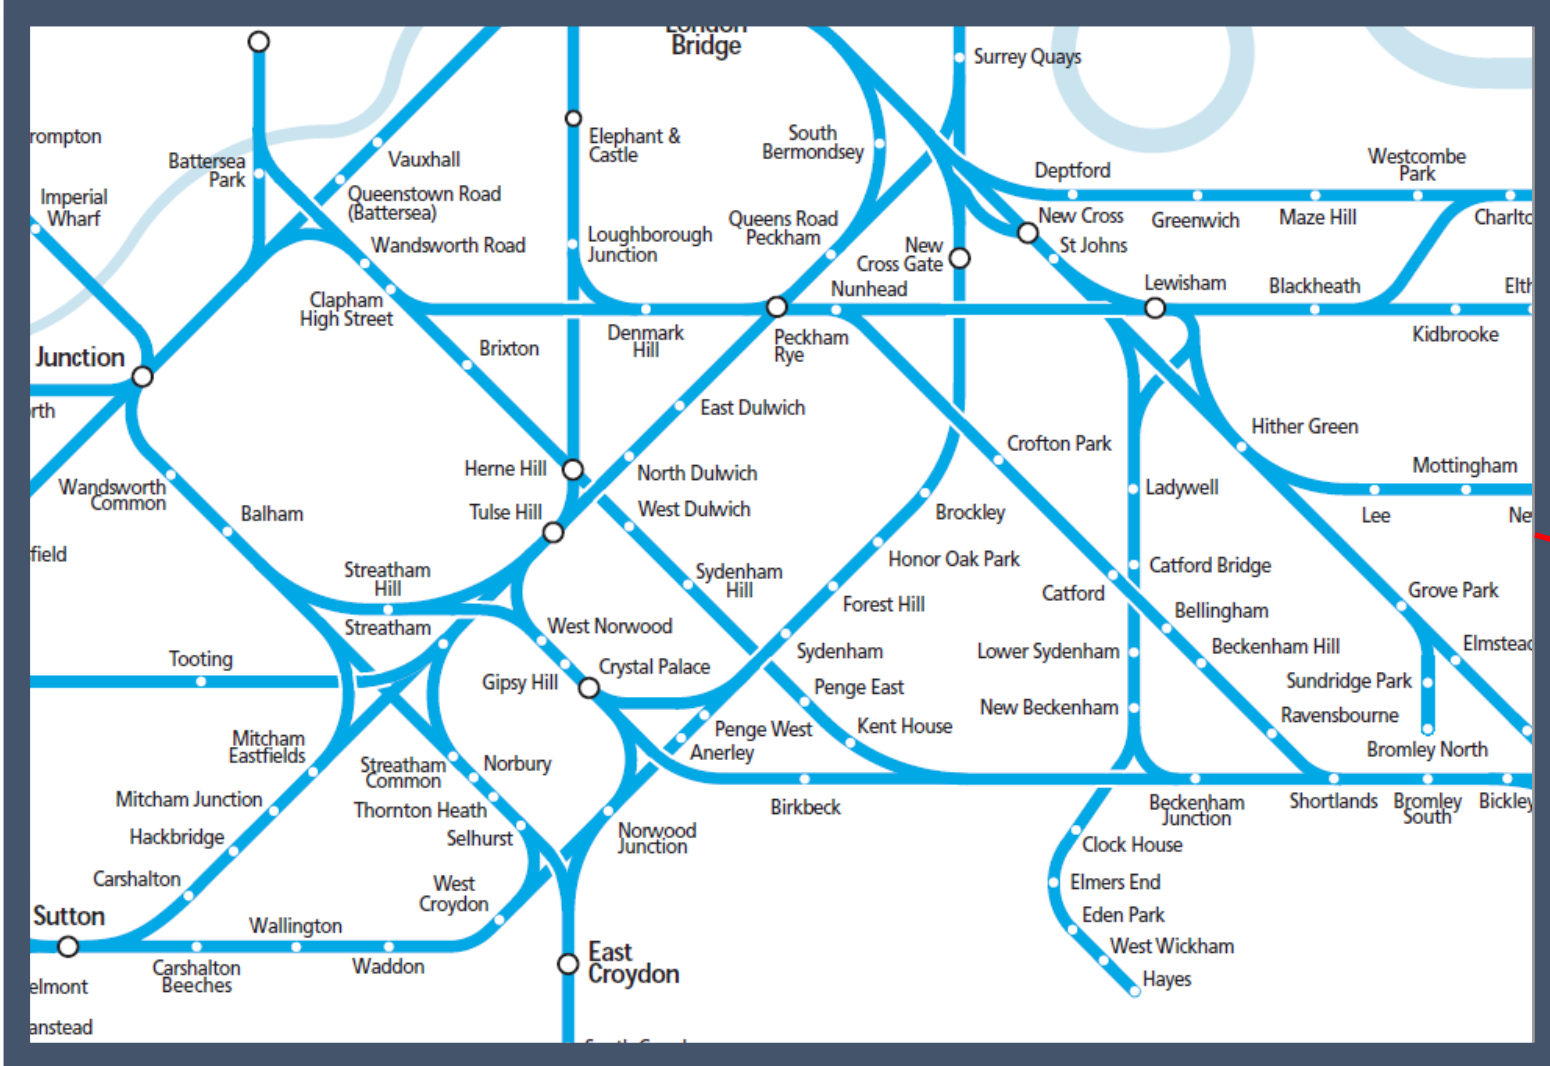 London
Bridge
Surrey Quays
rompton
Elephant &
Castle
South
Bermondsey
Vauxhall
Battersea
Park
Westcombe
Park
Deptford
Imperial
Wharf
Queenstown Road
(Battersea)
Queens Road
Peckham
New Cross
Greenwich
Maze Hill
Charlto
Wandsworth Road
Loughborough
Junction
New
Cross Gate
St Johns
Clapham
High Street
Nunhead
Lewisham
Blackheath
Elth
Junction
Brixton
Denmark
Hill
Peckham
Rye
Kidbrooke
rth
East Dulwich
Crofton Park
Hither Green
Herne Hill
North Dulwich
Mottingham
Wandsworth
Common
Balham
Tulse Hill
West Dulwich
Brockley
Ladywell
Lee
Ne
field
Streatham
Hill
Sydenham
Hill
Honor Oak Park
Catford Bridge
Catford
Grove Park
Streatham
West Norwood
Forest Hill
Bellingham
Tooting
Gipsy Hill
Crystal Palace
Sydenham
Lower Sydenham
Beckenham Hill
Elmstead
Penge East
Sundridge Park
New Beckenham
Ravensbourne
Mitcham
Eastfields
Streatham
Common
Norbury
Penge West
Anerley
Kent House
Bromley North
Mitcham Junction
Thornton Heath
Birkbeck
Beckenham
Junction
Shortlands
Bromley
South
Bickley
Hackbridge
Selhurst
Norwood
Junction
Clock House
Carshalton
West
Croydon
Elmers End
Sutton
Wallington
Eden Park
Carshalton
Beeches
Waddon
East
Croydon
West Wickham
Hayes
elmont
anstead